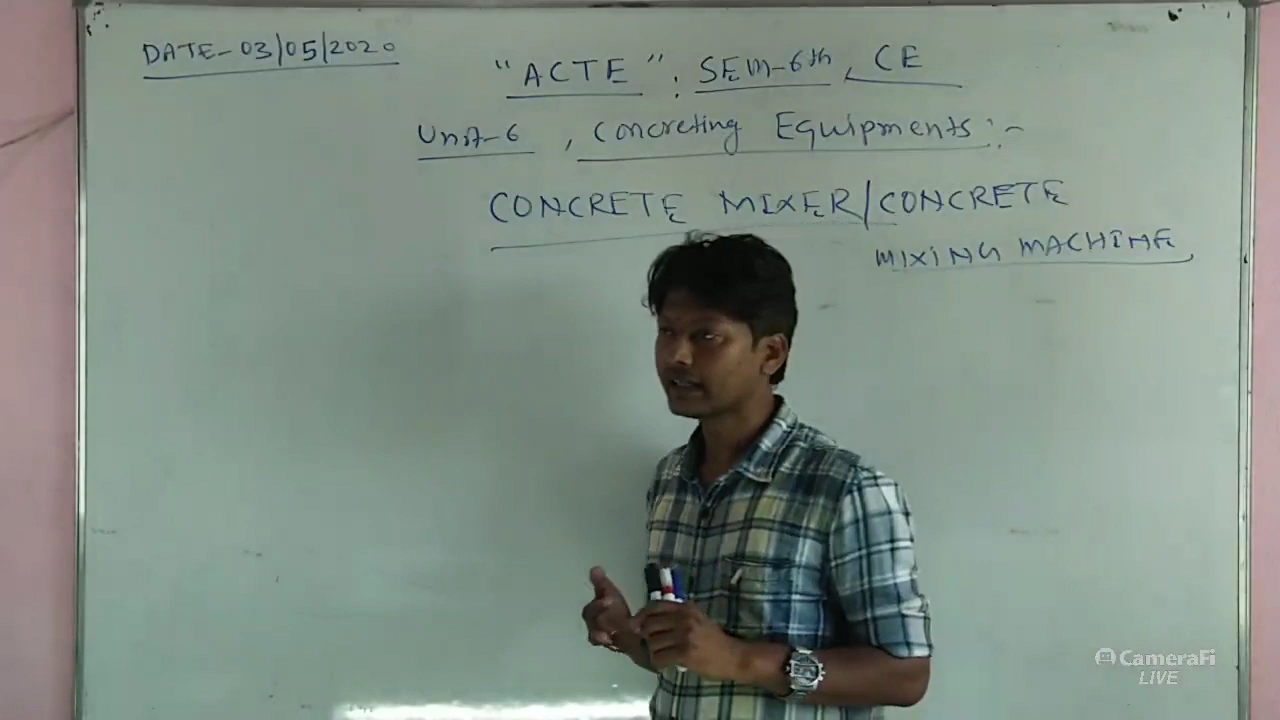 DATE-03/05/2020
"ACTE". SEM-6th, CE
Unit-6, Concreting Equipments:-
CONCRETE MIXER/CONCRETE
MIXING MACHINE
CameraFi
LIVE